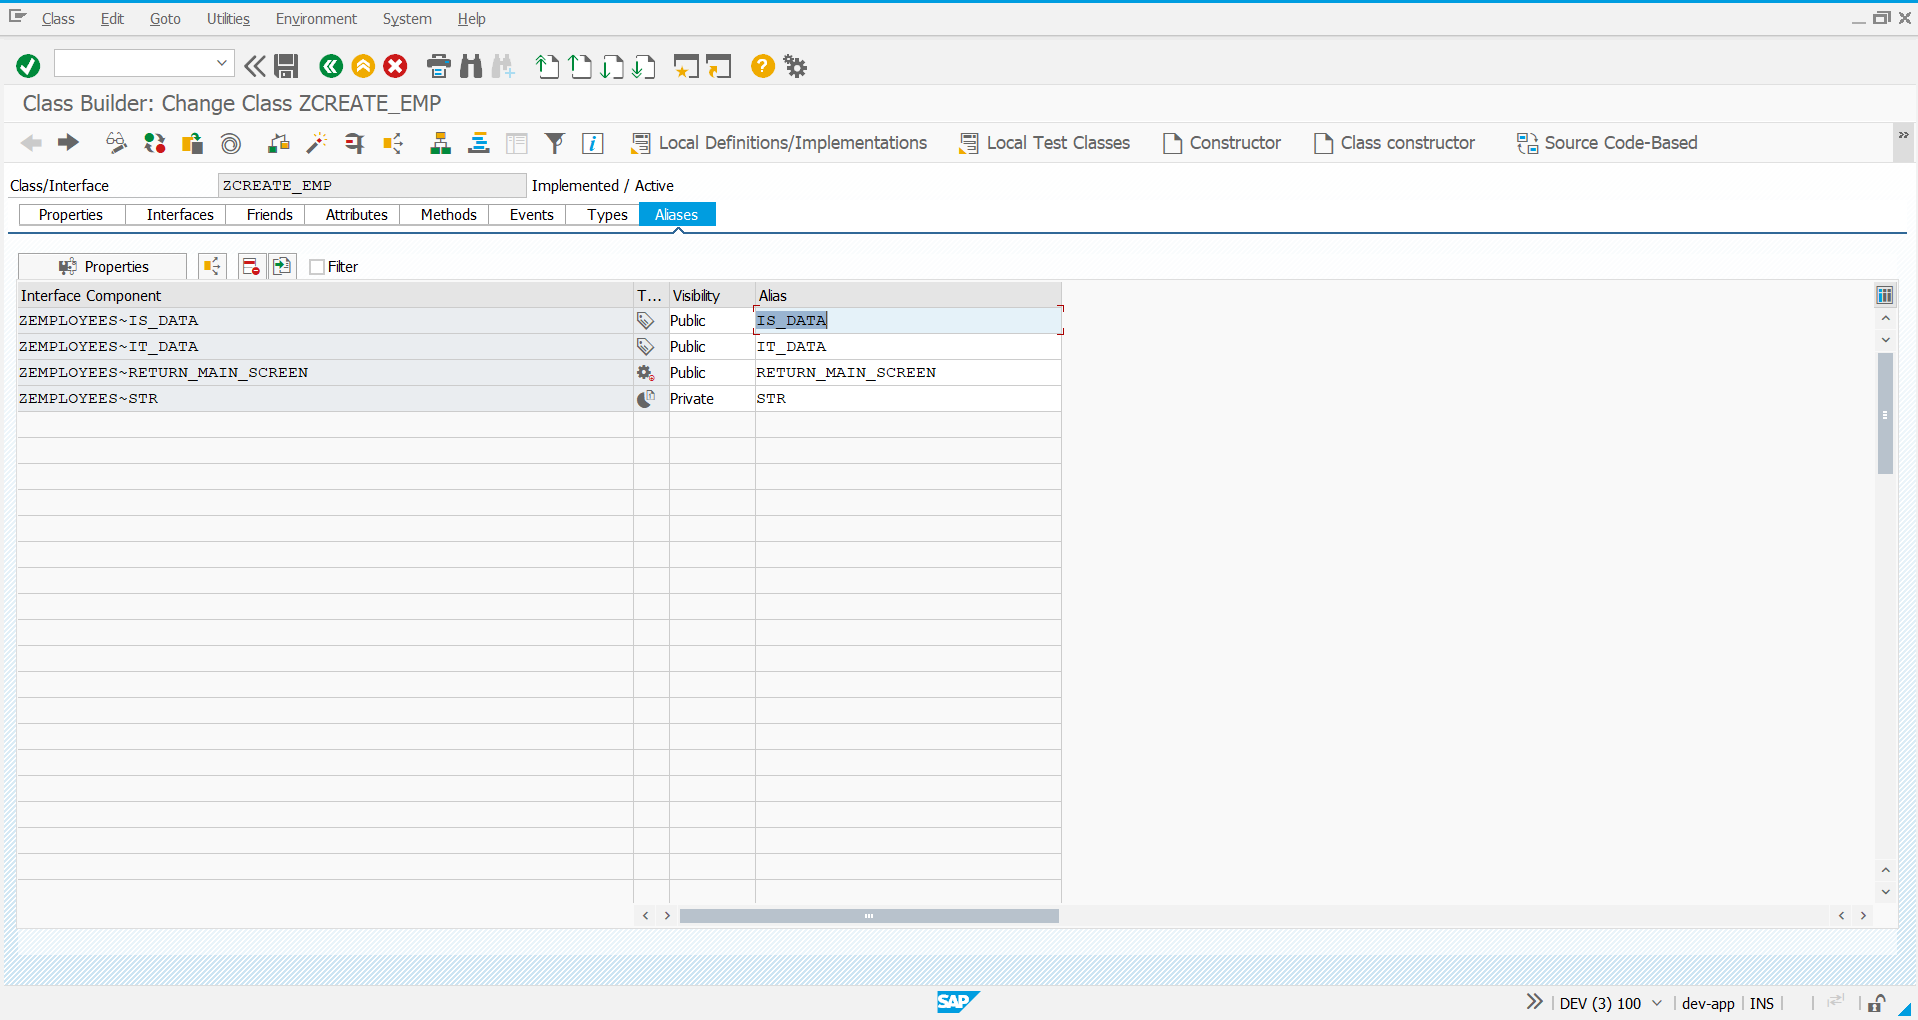 Class Edit Goto Utilities Environment System Help
Class Builder: Change Class ZCREATE_EMP
Local Definitions/Implementations Local Test Classes Constructor Class constructor Source Code-Based
Class/Interface ZCREATE_EMP Implemented / Active
Properties Interfaces Friends Attributes Methods Events Types Aliases
Properties Filter
Interface Component T... Visibility Alias
ZEMPLOYEES~IS_DATA Public IS_DATA
ZEMPLOYEES~IT_DATA Public IT_DATA
ZEMPLOYEES~RETURN_MAIN_SCREEN Public RETURN_MAIN_SCREEN
ZEMPLOYEES~STR Private STR
SAP DEV (3) 100 dev-app INS